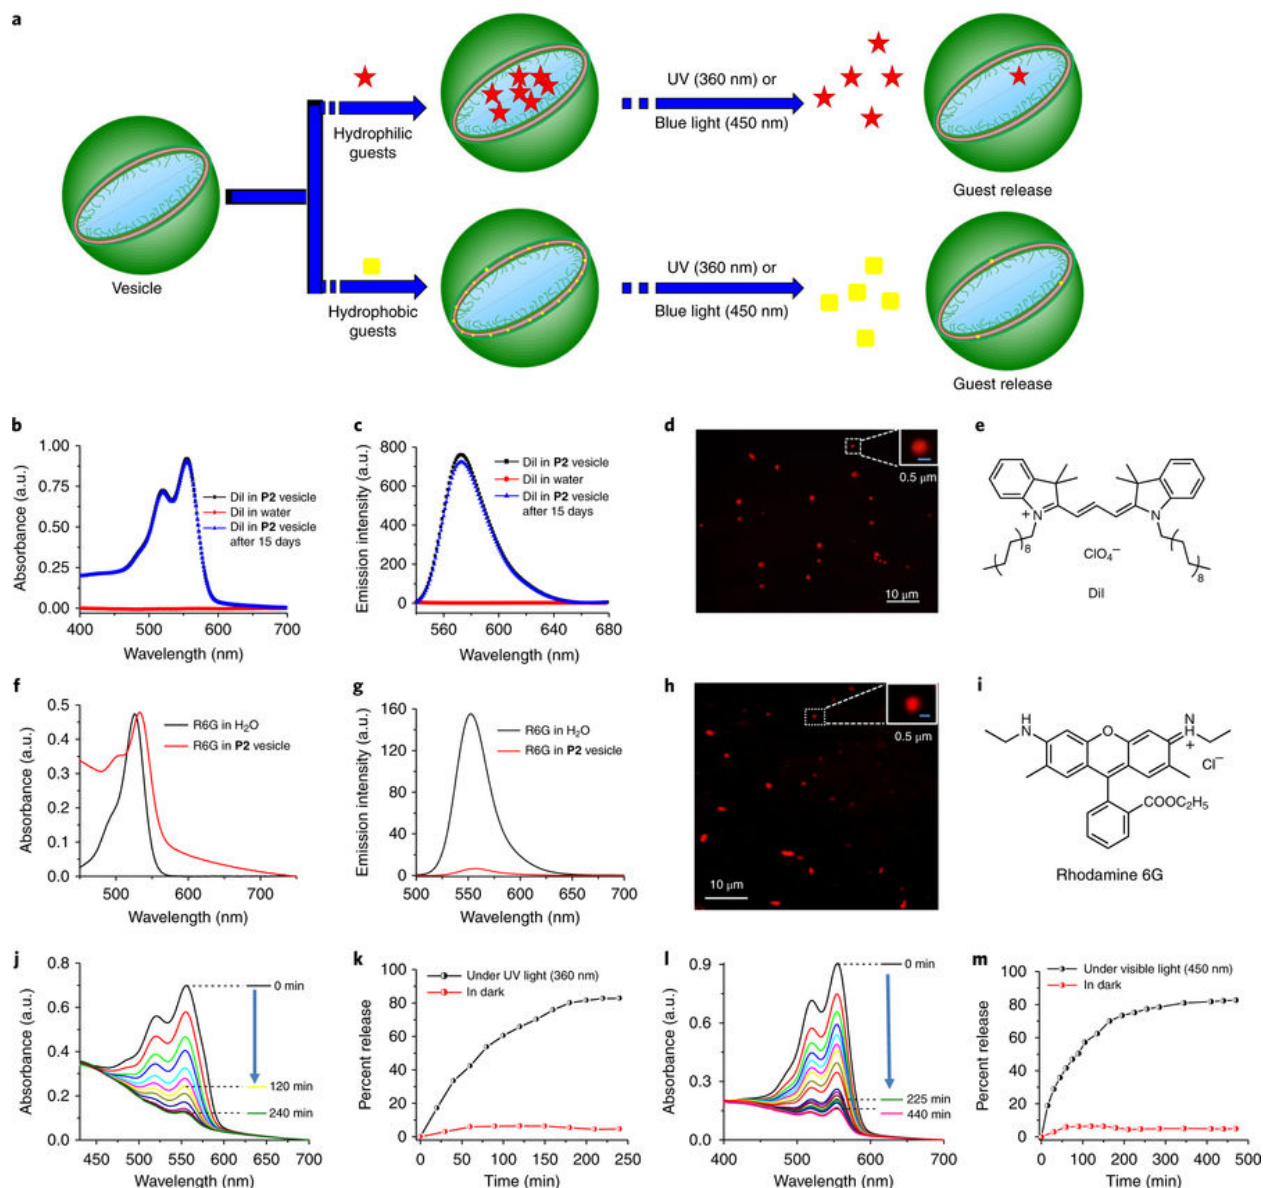 a
Hydrophilic
guests
UV (360 nm) or
Blue light (450 nm)
Guest release
Vesicle
Hydrophobic
guests
UV (360 nm) or
Blue light (450 nm)
Guest release
b
Absorbance (a.u.)
1.00
0.75
0.50
0.25
0.00
400 500 600 700
Wavelength (nm)
DiI in P2 vesicle
DiI in water
DiI in P2 vesicle
after 15 days
c
Emission intensity (a.u.)
800
600
400
200
0
560 600 640 680
Wavelength (nm)
DiI in P2 vesicle
DiI in water
DiI in P2 vesicle
after 15 days
d
0.5 μm
10 μm
e
N
+
N
8
8
ClO₄⁻
DiI
f
Absorbance (a.u.)
0.5
0.4
0.3
0.2
0.1
0
500 600 700
Wavelength (nm)
R6G in H₂O
R6G in P2 vesicle
g
Emission intensity (a.u.)
160
120
80
40
0
500 550 600 650 700
Wavelength (nm)
R6G in H₂O
R6G in P2 vesicle
h
0.5 μm
10 μm
i
H
N
O
N
H
+
Cl⁻
COOC₂H₅
Rhodamine 6G
j
Absorbance (a.u.)
0.8
0.6
0.4
0.2
0.0
400 500 600 700
Wavelength (nm)
0 min
120 min
240 min
k
Percent release
100
80
60
40
20
0
0 50 100 150 200 250
Time (min)
Under UV light (360 nm)
In dark
l
Absorbance (a.u.)
0.9
0.6
0.3
0.0
400 500 600 700
Wavelength (nm)
0 min
225 min
440 min
m
Percent release
100
80
60
40
20
0
0 100 200 300 400 500
Time (min)
Under visible light (450 nm)
In dark